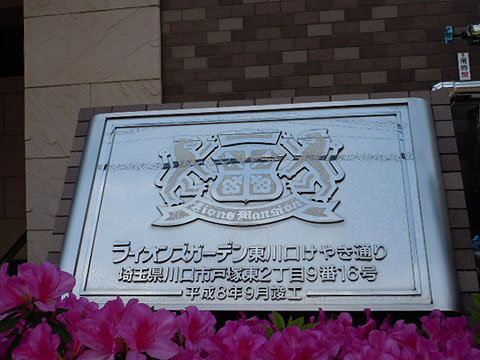 Lions Mansion
ライオンズガーデン東川口けやき通り
埼玉県川口市戸塚東2丁目9番16号
平成8年9月竣工